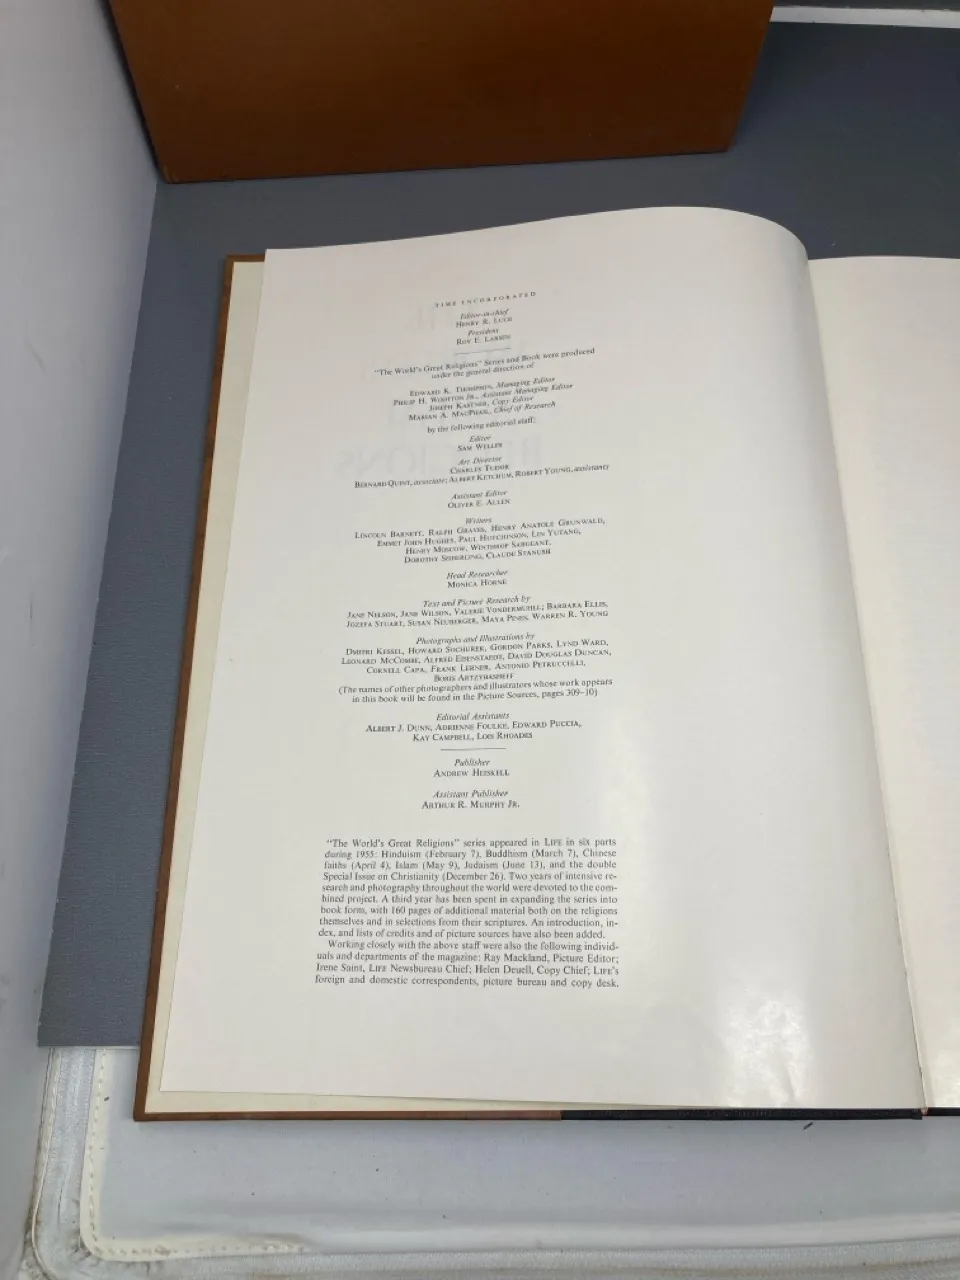 TIME INCORPORATED
Editor-in-chief
HENRY R. LUCE
President
ROY E. LARSEN
"The World's Great Religions" Series and Book were produced
under the general direction of
EDWARD K. THOMPSON, Managing Editor
PHILIP H. WOOTTON JR., Assistant Managing Editor
JOSEPH KASTNER, Copy Editor
MARIAN A. MACPHAIL, Chief of Research
by the following editorial staff:
Editor
SAM WELLES
Art Director
CHARLES TUDOR
BERNARD QUINT, associate; ALBERT KETCHUM, ROBERT YOUNG, assistants
Assistant Editor
OLIVER E. ALLEN
Writers
LINCOLN BARNETT, RALPH GRAVES, HENRY ANATOLE GRUNWALD,
EMMET JOHN HUGHES, PAUL HUTCHINSON, LIN YUTANG,
HENRY MOSCOW, WINTHROP SARGEANT,
DOROTHY SEIBERLING, CLAUDE STANUSH
Head Researcher
MONICA HORNE
Text and Picture Research by
JANE NELSON, JANE WILSON, VALERIE VONDERMUHLL; BARBARA ELLIS,
JOZEFA STUART, SUSAN NEUBERGER, MAYA PINES, WARREN R. YOUNG
Photographs and Illustrations by
DMITRI KESSEL, HOWARD SOCHUREK, GORDON PARKS, LYND WARD,
LEONARD MCCOMBE, ALFRED EISENSTAEDT, DAVID DOUGLAS DUNCAN,
CORNELL CAPA, FRANK LERNER, ANTONIO PETRUCCELLI,
BORIS ARTZYBASHEFF
(The names of other photographers and illustrators whose work appears
in this book will be found in the Picture Sources, pages 309-10)
Editorial Assistants
ALBERT J. DUNN, ADRIENNE FOULKE, EDWARD PUCCIA,
KAY CAMPBELL, LOIS RHOADES
Publisher
ANDREW HEISKELL
Assistant Publisher
ARTHUR R. MURPHY JR.
"The World's Great Religions" series appeared in LIFE in six parts
during 1955: Hinduism (February 7), Buddhism (March 7), Chinese
faiths (April 4), Islam (May 9), Judaism (June 13), and the double
Special Issue on Christianity (December 26). Two years of intensive re-
search and photography throughout the world were devoted to the com-
bined project. A third year has been spent in expanding the series into
book form, with 160 pages of additional material both on the religions
themselves and in selections from their scriptures. An introduction, in-
dex, and lists of credits and of picture sources have also been added.
Working closely with the above staff were also the following individ-
uals and departments of the magazine: Ray Mackland, Picture Editor;
Irene Saint, LIFE Newsbureau Chief; Helen Deuell, Copy Chief; LIFE's
foreign and domestic correspondents, picture bureau and copy desk.